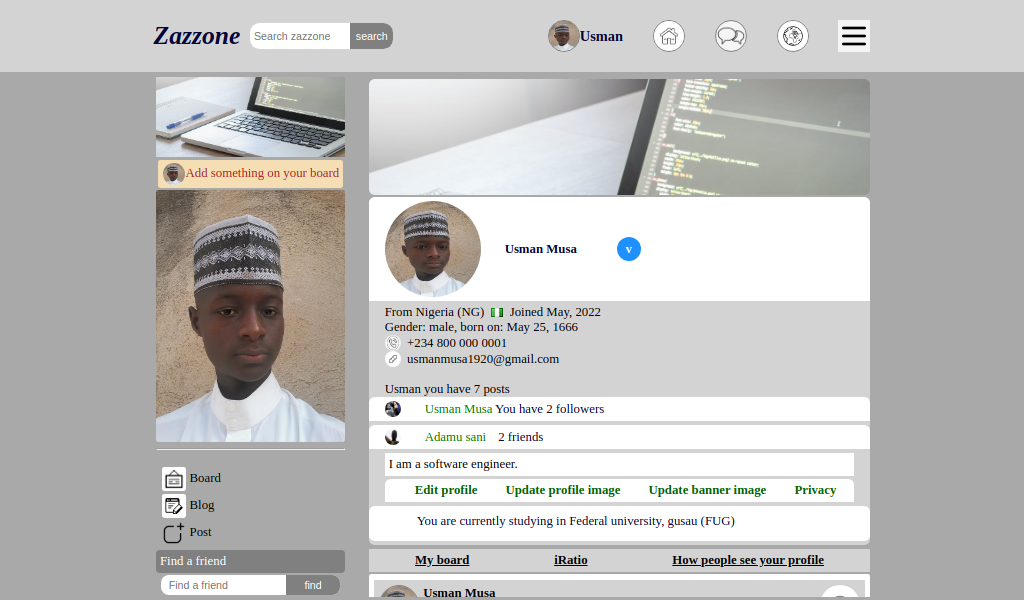 Zazzone
Search zazzone
search
Usman
Add something on your board
Board
Blog
Post
Find a friend
Find a friend
find
Usman Musa
v
From Nigeria (NG) Joined May, 2022
Gender: male, born on: May 25, 1666
+234 800 000 0001
usmanmusa1920@gmail.com
Usman you have 7 posts
Usman Musa You have 2 followers
Adamu sani 2 friends
I am a software engineer.
Edit profile Update profile image Update banner image Privacy
You are currently studying in Federal university, gusau (FUG)
My board iRatio How people see your profile
Usman Musa